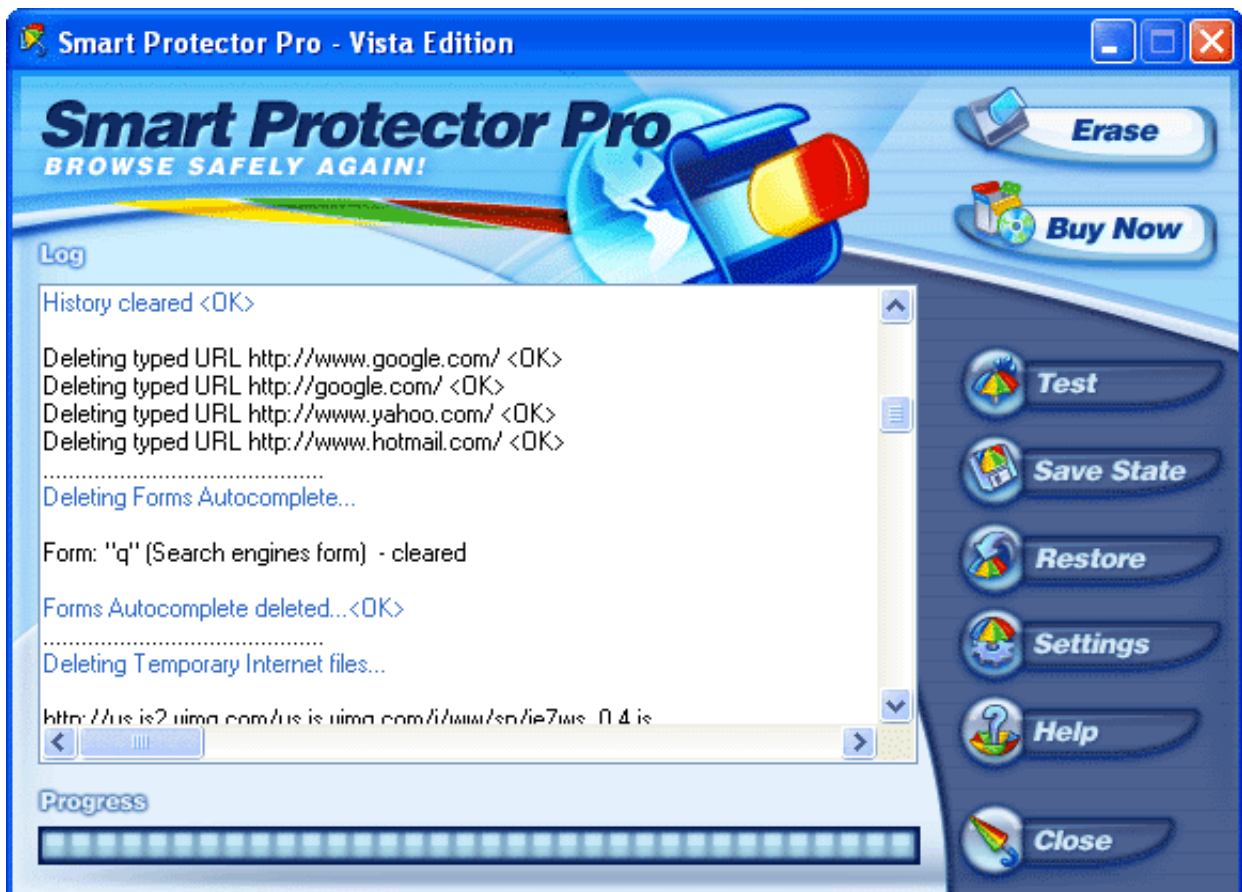 Smart Protector Pro - Vista Edition
Smart Protector Pro
BROWSE SAFELY AGAIN!
Erase
Buy Now
Log
History cleared <OK>
Deleting typed URL http://www.google.com/ <OK>
Deleting typed URL http://google.com/ <OK>
Deleting typed URL http://www.yahoo.com/ <OK>
Deleting typed URL http://www.hotmail.com/ <OK>
............................................
Deleting Forms Autocomplete...
Form: "q" (Search engines form)  - cleared
Forms Autocomplete deleted...<OK>
............................................
Deleting Temporary Internet files...
Test
Save State
Restore
Settings
Help
Close
Progress